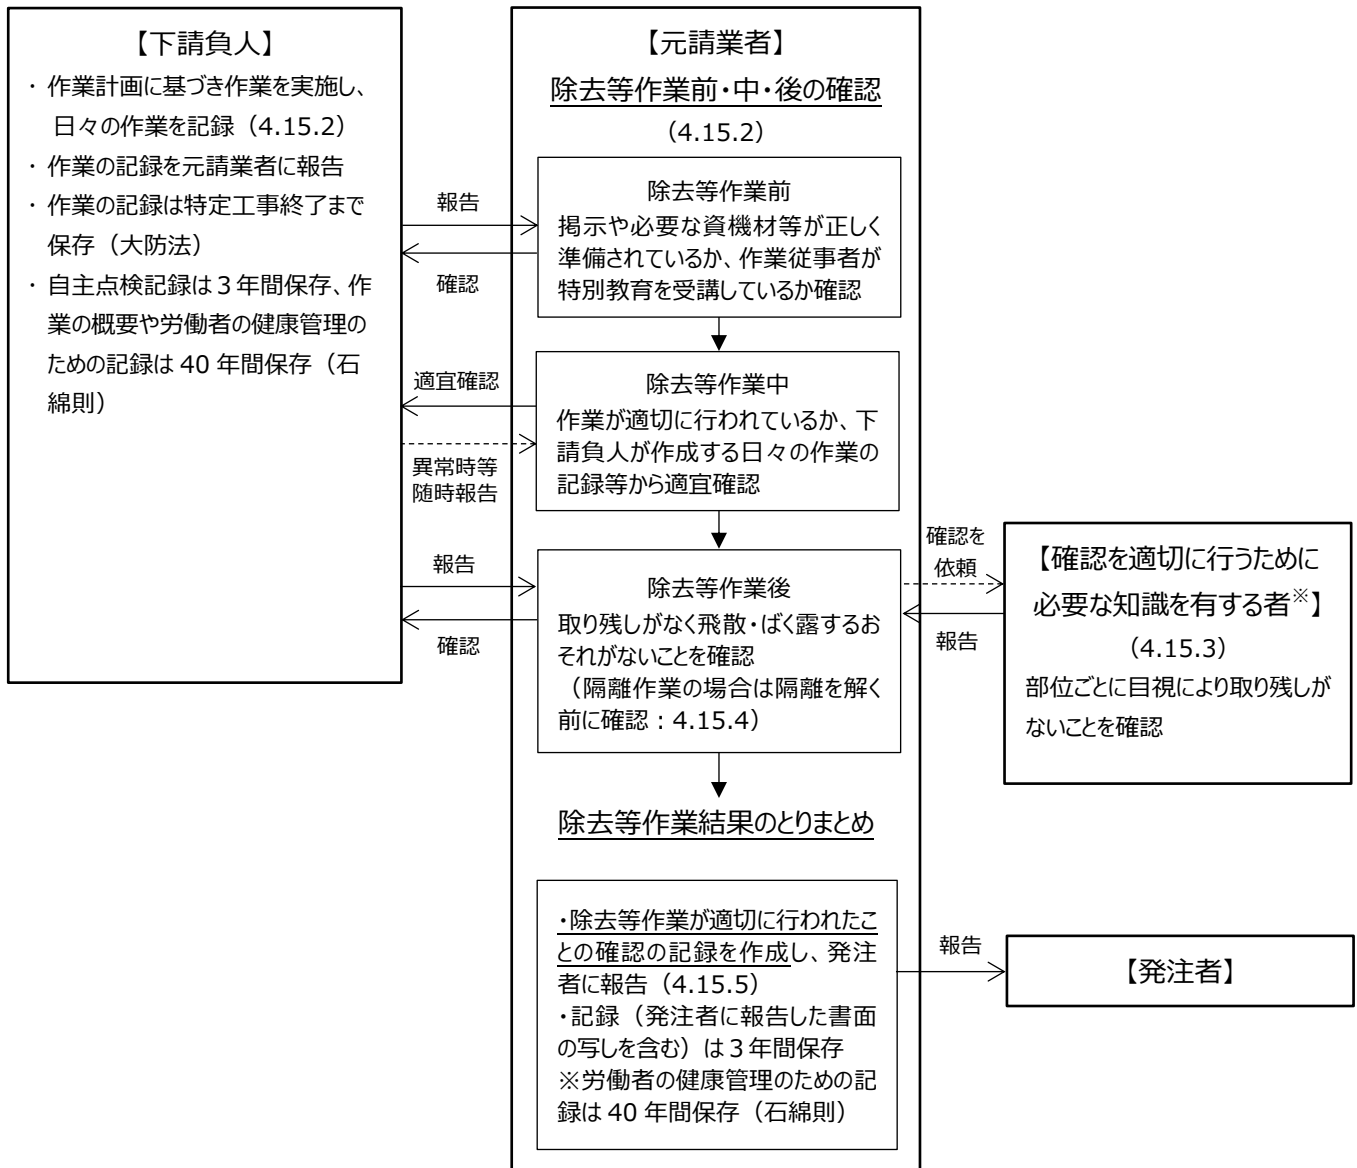 【下請負人】
・ 作業計画に基づき作業を実施し、
日々の作業を記録（4.15.2）
・ 作業の記録を元請業者に報告
・ 作業の記録は特定工事終了まで
保存（大防法）
・ 自主点検記録は３年間保存、作
業の概要や労働者の健康管理の
ための記録は 40 年間保存（石
綿則）
報告
確認
適宜確認
異常時等
随時報告
報告
確認
【元請業者】
除去等作業前・中・後の確認
（4.15.2）
除去等作業前
掲示や必要な資機材等が正しく
準備されているか、作業従事者が
特別教育を受講しているか確認
除去等作業中
作業が適切に行われているか、下
請負人が作成する日々の作業の
記録等から適宜確認
除去等作業後
取り残しがなく飛散・ばく露するお
それがないことを確認
（隔離作業の場合は隔離を解く
前に確認：4.15.4）
確認を
依頼
報告
【確認を適切に行うために
必要な知識を有する者※】
（4.15.3）
部位ごとに目視により取り残しが
ないことを確認
除去等作業結果のとりまとめ
・除去等作業が適切に行われたこ
との確認の記録を作成し、発注
者に報告（4.15.5）
・記録（発注者に報告した書面
の写しを含む）は３年間保存
※労働者の健康管理のための記
録は 40 年間保存（石綿則）
報告
【発注者】